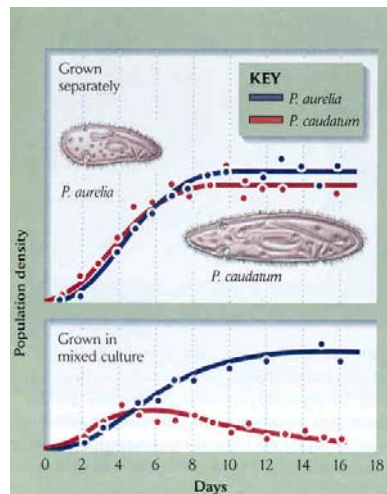 Grown
separately
KEY
P. aurelia
P. caudatum
P. aurelia
P. caudatum
Population density
Grown in
mixed culture
0 2 4 6 8 10 12 14 16 18
Days